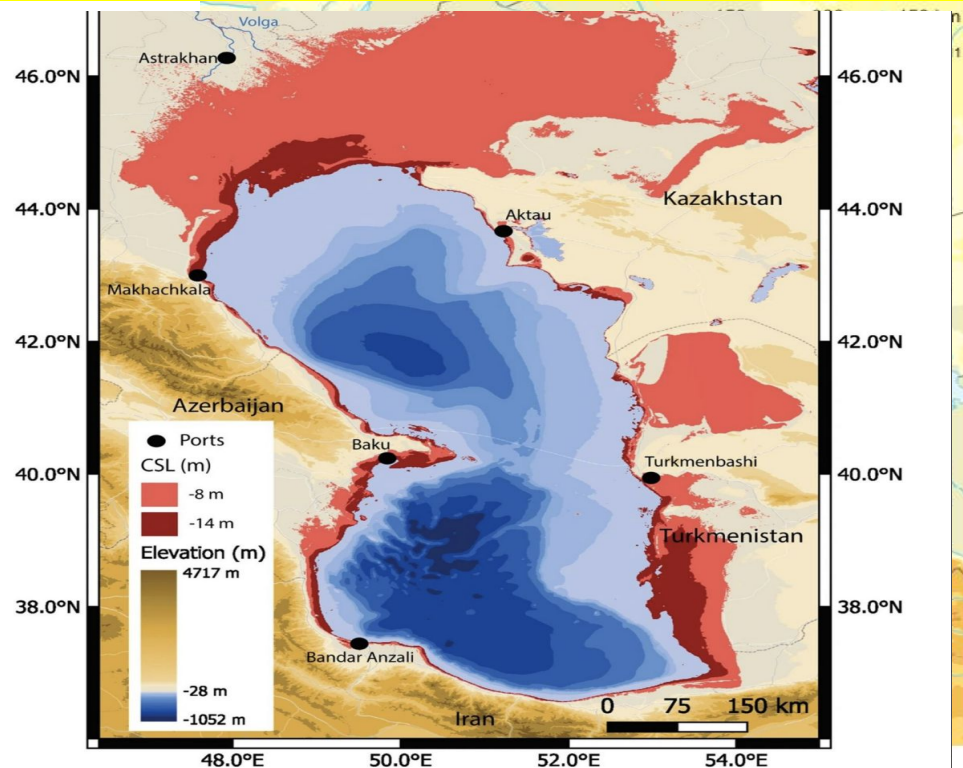 Volga
Astrakhan
46.0°N
46.0°N
Kazakhstan
44.0°N
44.0°N
Aktau
Makhachkala
42.0°N
42.0°N
Azerbaijan
Ports
CSL (m)
-8 m
-14 m
Elevation (m)
4717 m
-28 m
-1052 m
Baku
40.0°N
40.0°N
Turkmenbashi
Turkmenistan
38.0°N
38.0°N
Bandar Anzali
Iran
0 75 150 km
48.0°E
50.0°E
52.0°E
54.0°E